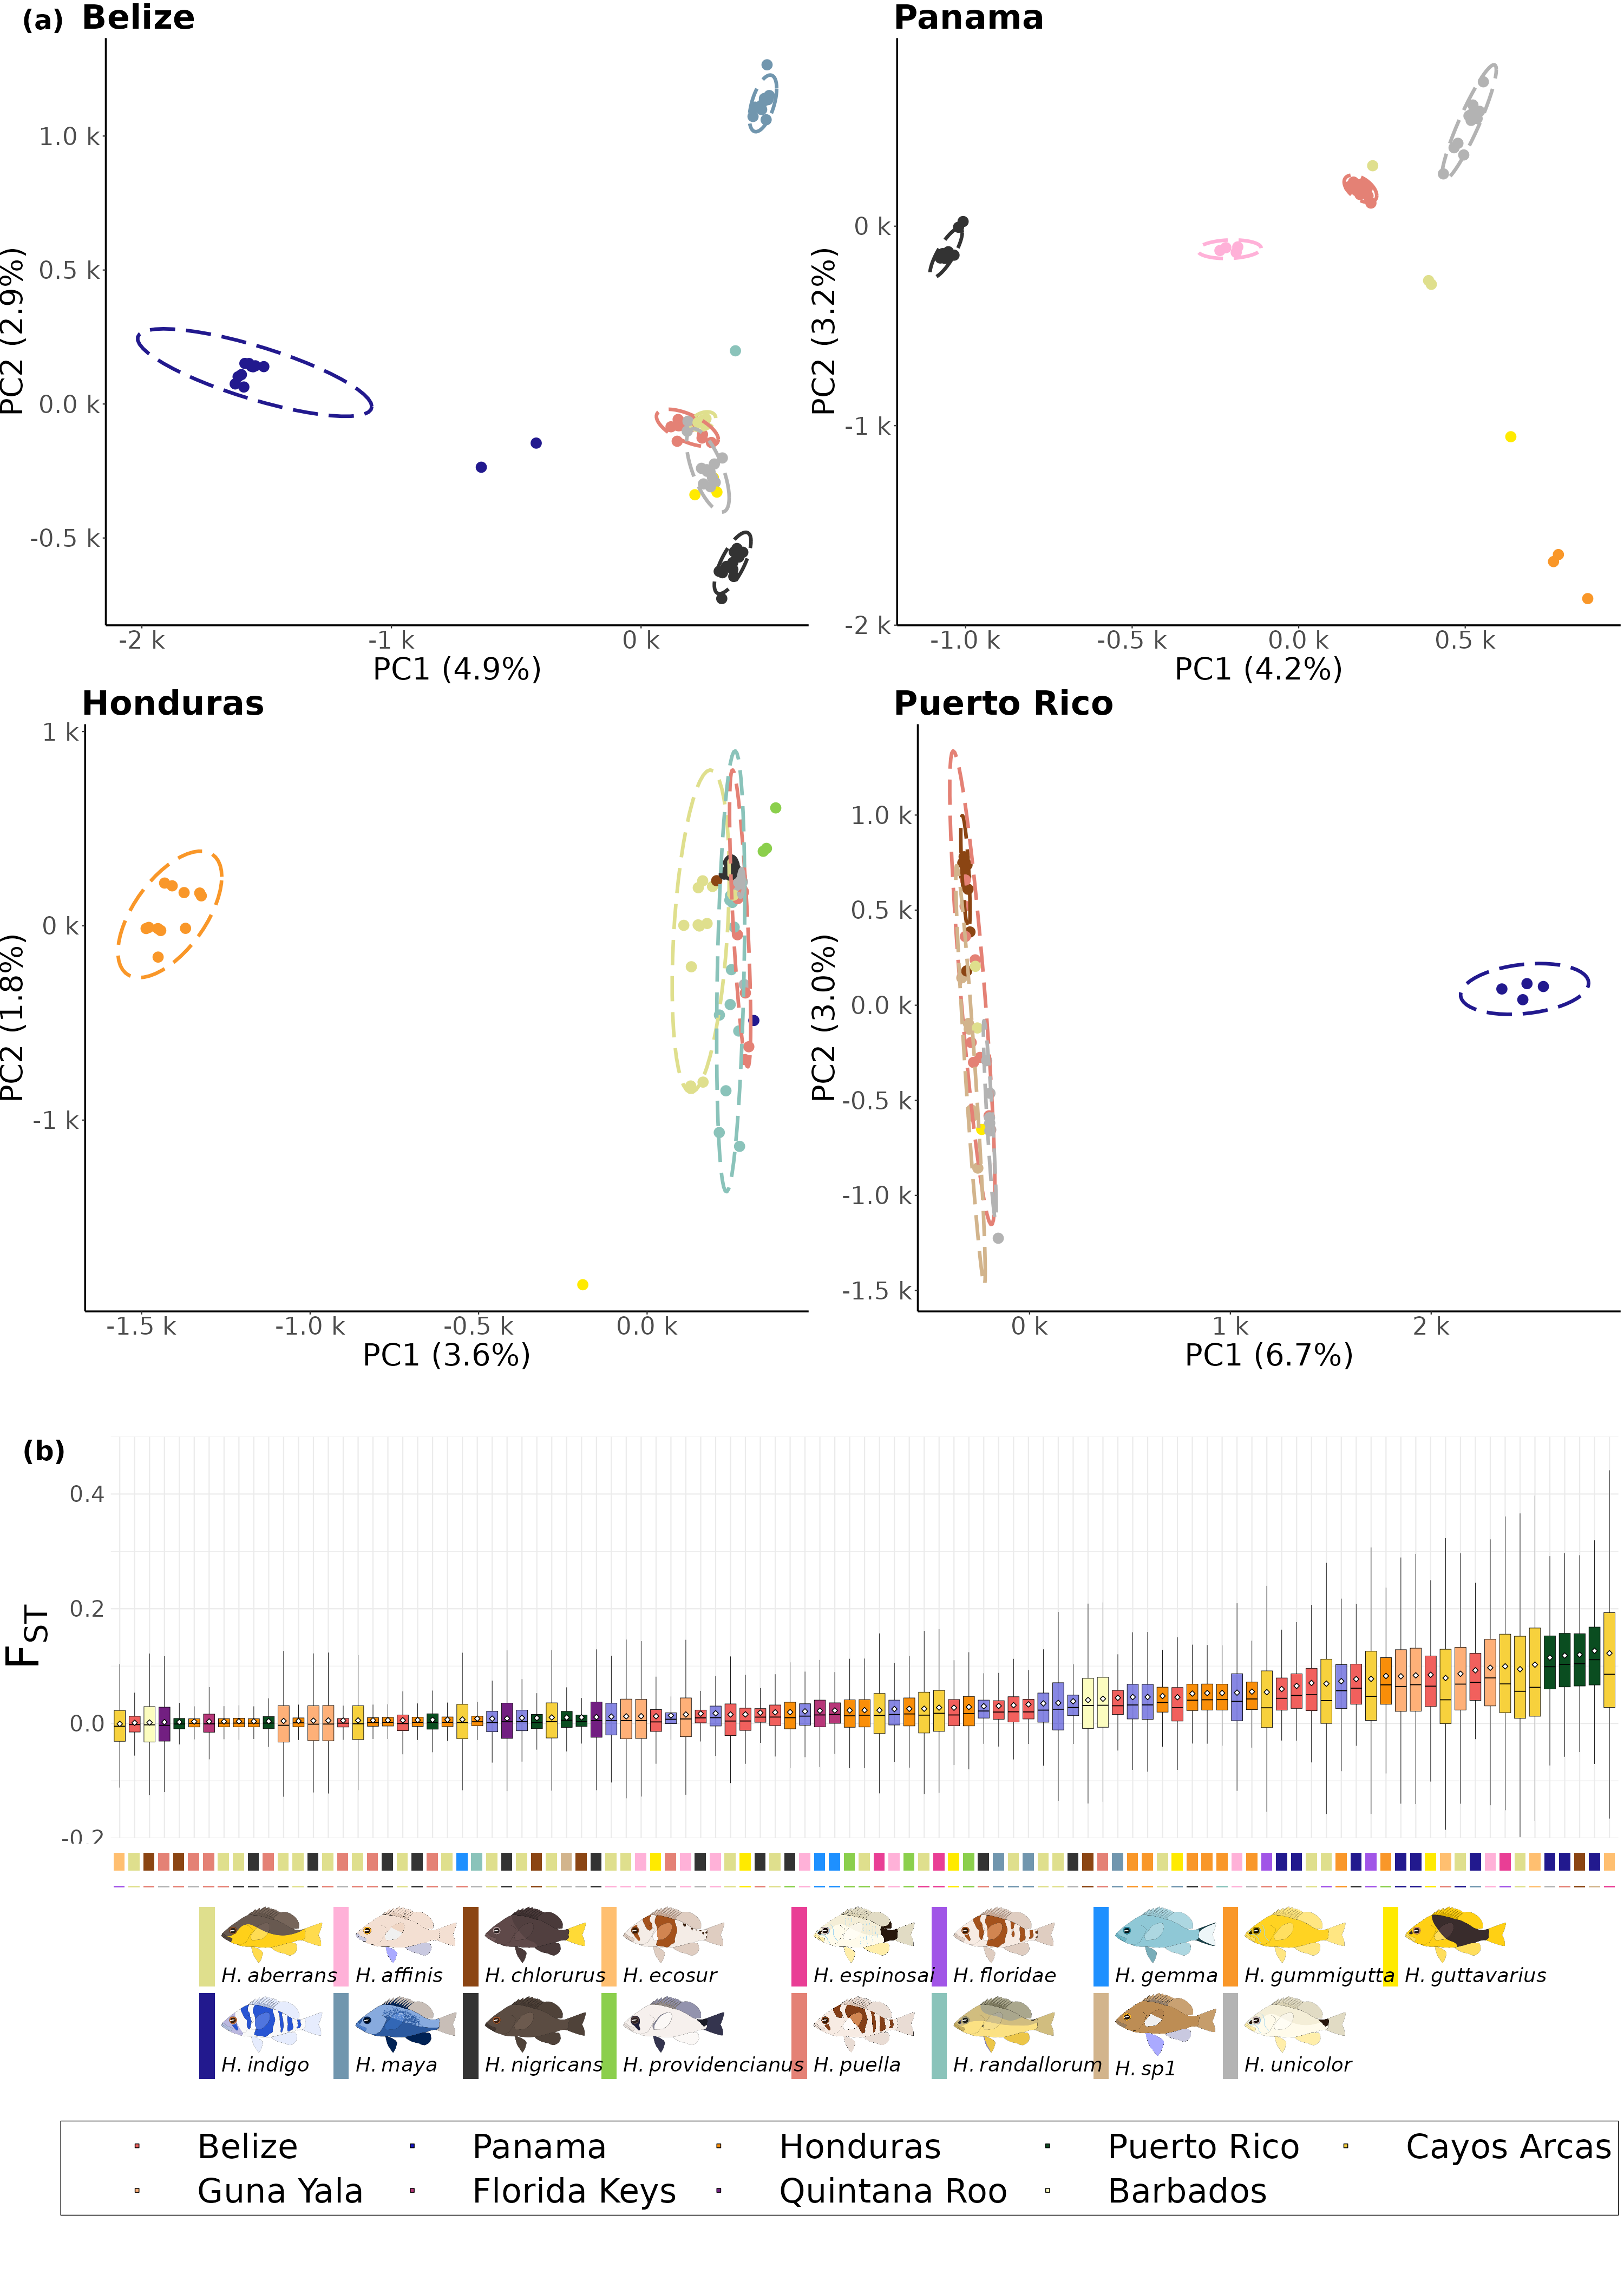 (a) Belize
Panama
1.0 k
0.5 k
0.0 k
-0.5 k
PC2 (2.9%)
-2 k
-1 k
0 k
PC1 (4.9%)
0 k
-1 k
-2 k
PC2 (3.2%)
-1.0 k
-0.5 k
0.0 k
0.5 k
PC1 (4.2%)
Honduras
Puerto Rico
1 k
0 k
-1 k
PC2 (1.8%)
-1.5 k
-1.0 k
-0.5 k
0.0 k
PC1 (3.6%)
1.0 k
0.5 k
0.0 k
-0.5 k
-1.0 k
-1.5 k
PC2 (3.0%)
0 k
1 k
2 k
PC1 (6.7%)
(b)
0.4
0.2
0.0
-0.2
FST
H. aberrans H. affinis H. chlorurus H. ecosur H. espinosai H. floridae H. gemma H. gummigutta H. guttavarius
H. indigo H. maya H. nigricans H. providencianus H. puella H. randallorum H. sp1 H. unicolor
Belize Panama Honduras Puerto Rico Cayos Arcas
Guna Yala Florida Keys Quintana Roo Barbados